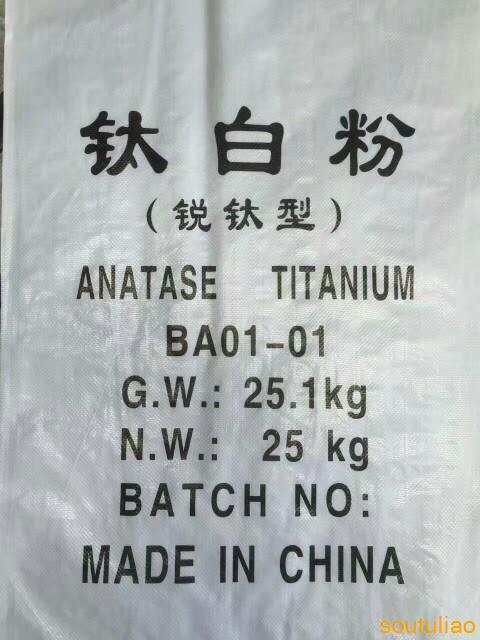 钛白粉
(锐钛型)
ANATASE TITANIUM
BA01-01
G.W.: 25.1kg
N.W.: 25 kg
BATCH NO:
MADE IN CHINA
soutuliao